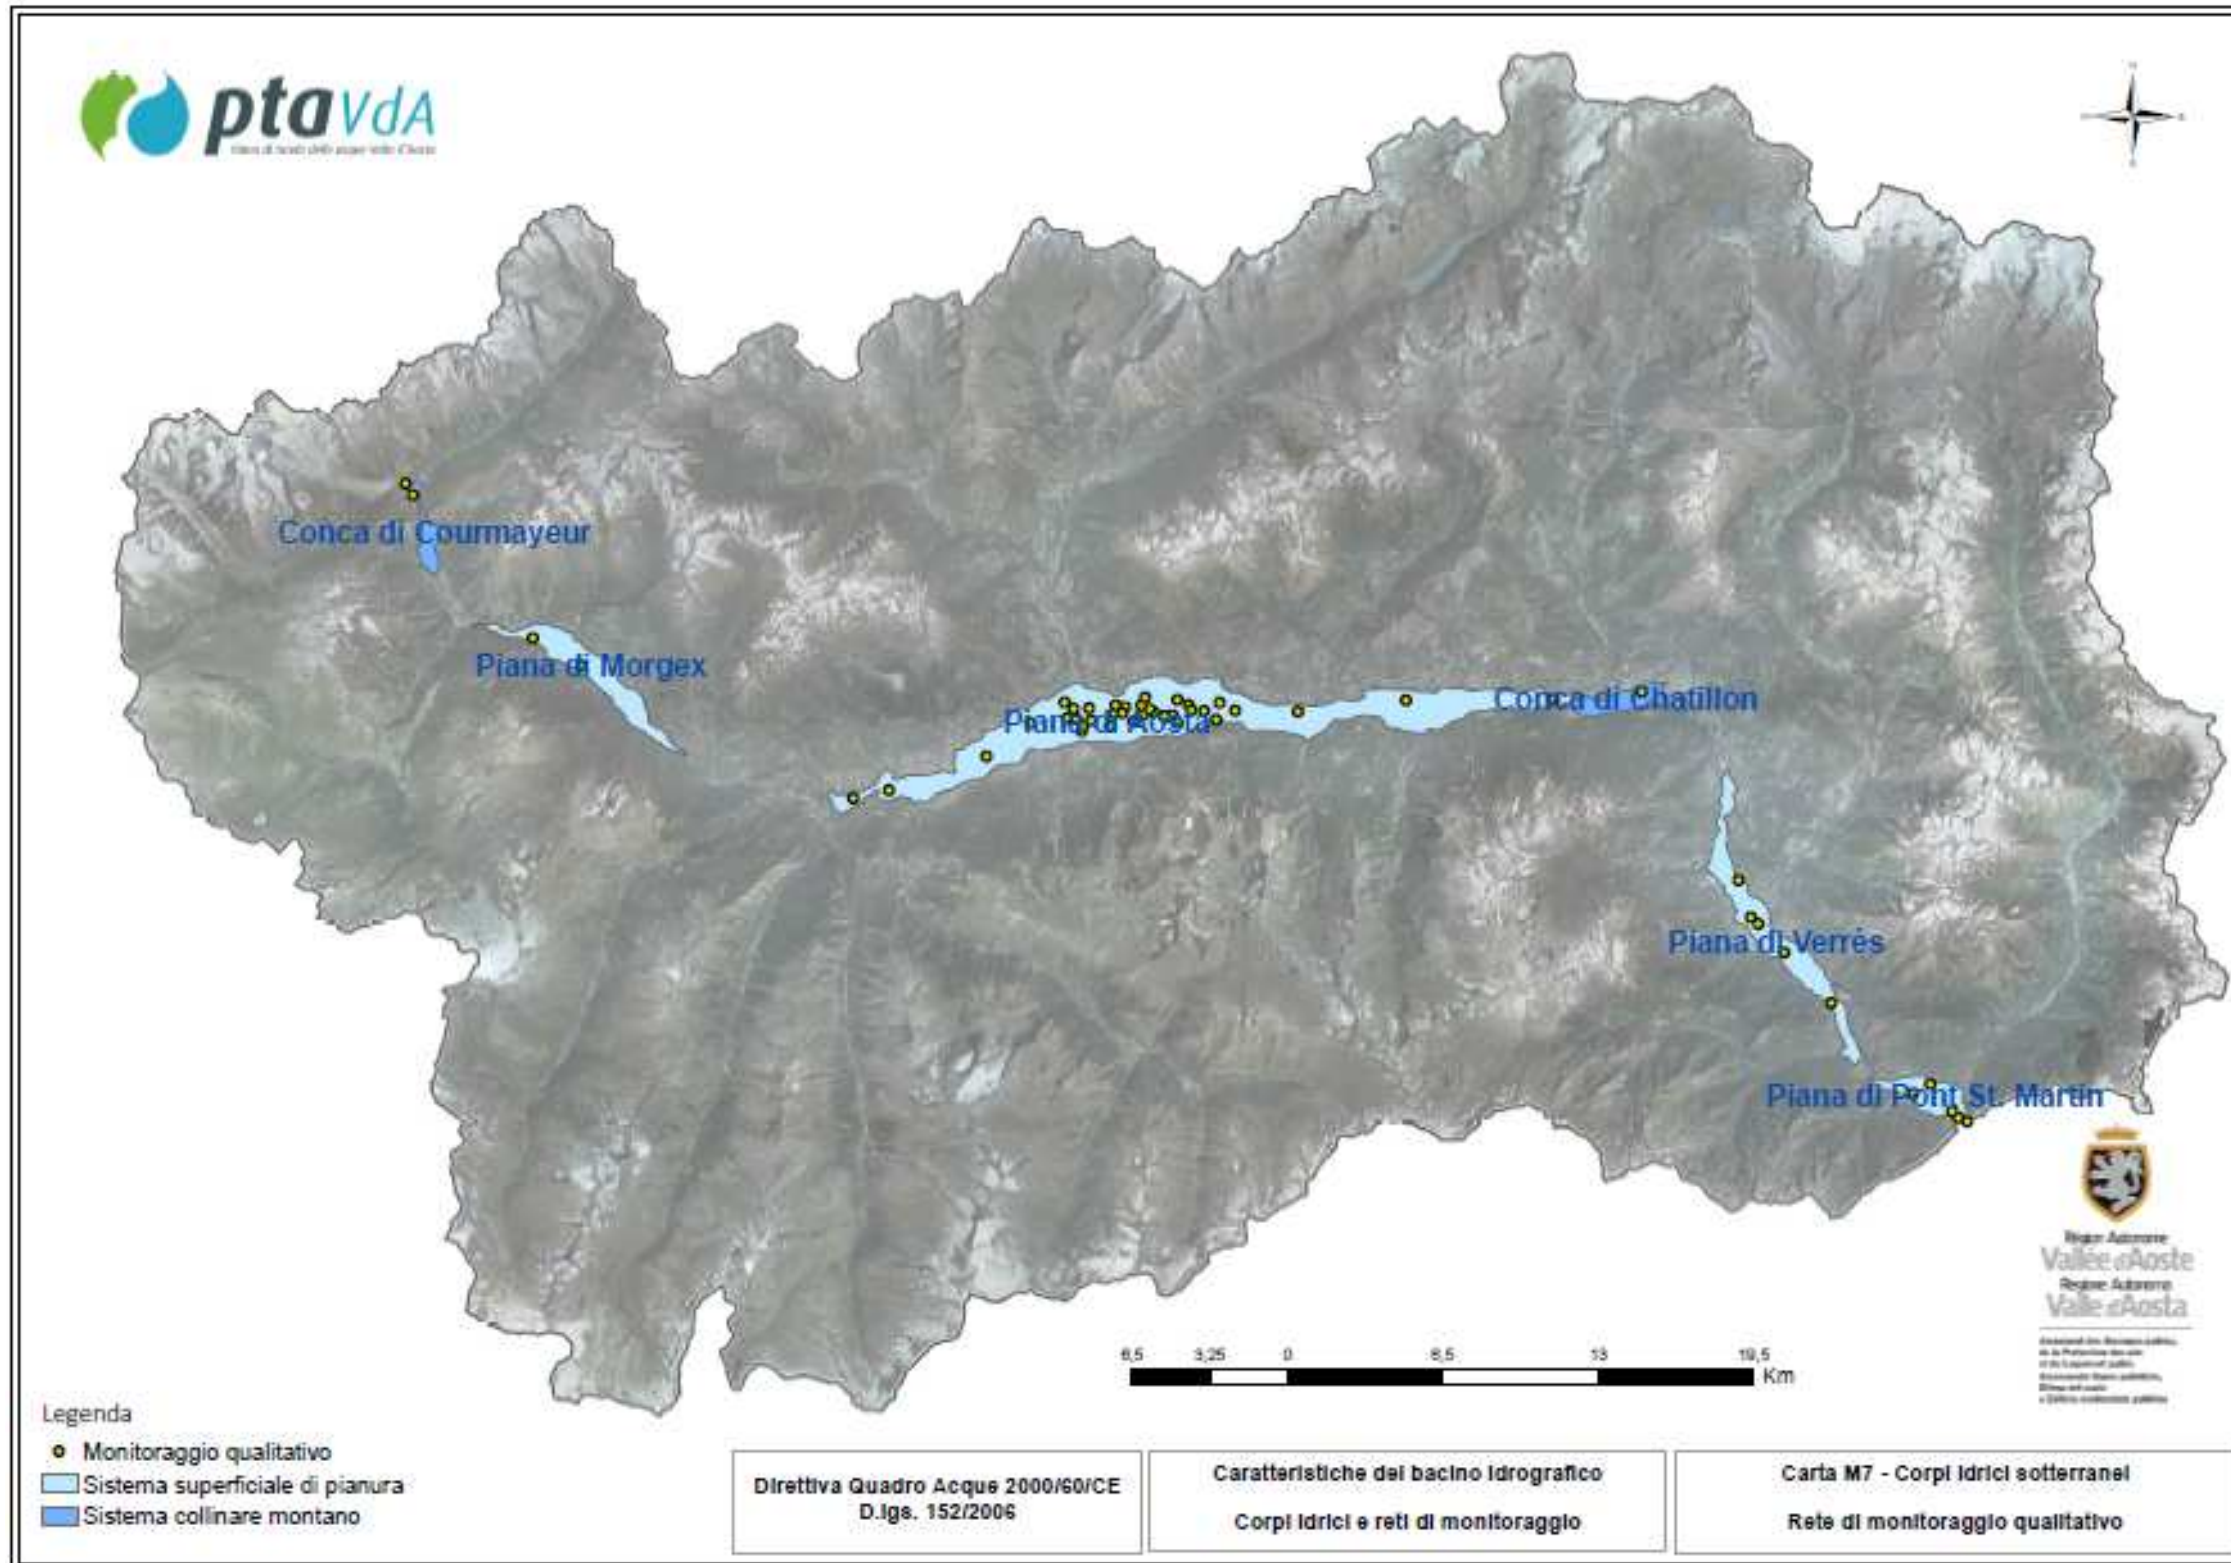 pta VdA
Conca di Courmayeur
Piana di Morgex
Piana di Aosta
Conca di Chatillon
Piana di Verrès
Piana di Pont St. Martin
Région Autonome
Vallée d'Aoste
Regione Autonoma
Valle d'Aosta
6,5 3,25 0 6,5 13 19,5
Km
Legenda
Monitoraggio qualitativo
Sistema superficiale di pianura
Sistema collinare montano
Direttiva Quadro Acque 2000/60/CE
D.lgs. 152/2006
Caratteristiche del bacino idrografico
Corpi idrici e reti di monitoraggio
Carta M7 - Corpi idrici sotterranei
Rete di monitoraggio qualitativo